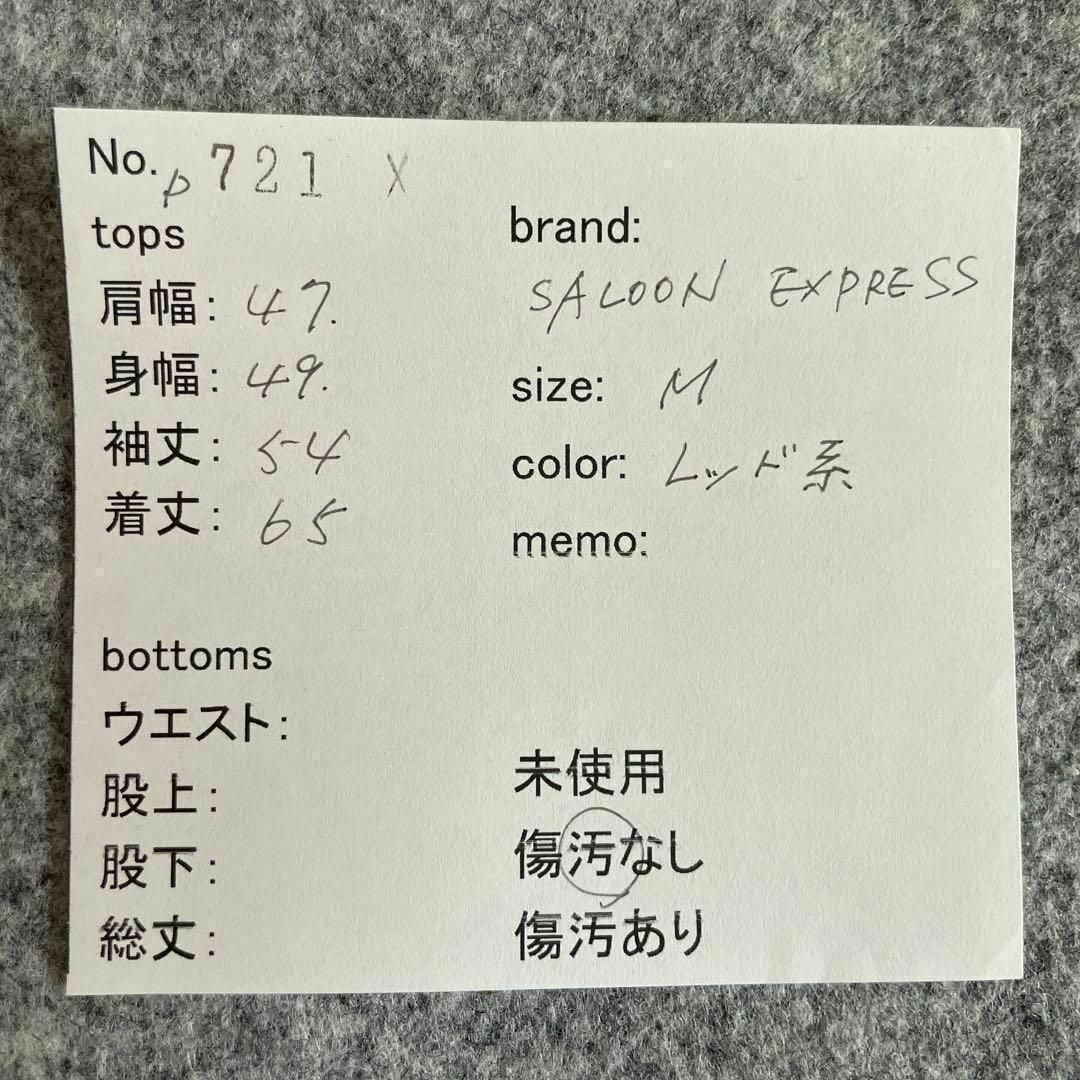 No. p 721 X
tops
肩幅: 47.
身幅: 49.
袖丈: 54
着丈: 65
brand:
SALOON EXPRESS
size: M
color: レッド系
memo:
bottoms
ウエスト:
股上:
股下:
総丈:
未使用
傷汚なし
傷汚あり